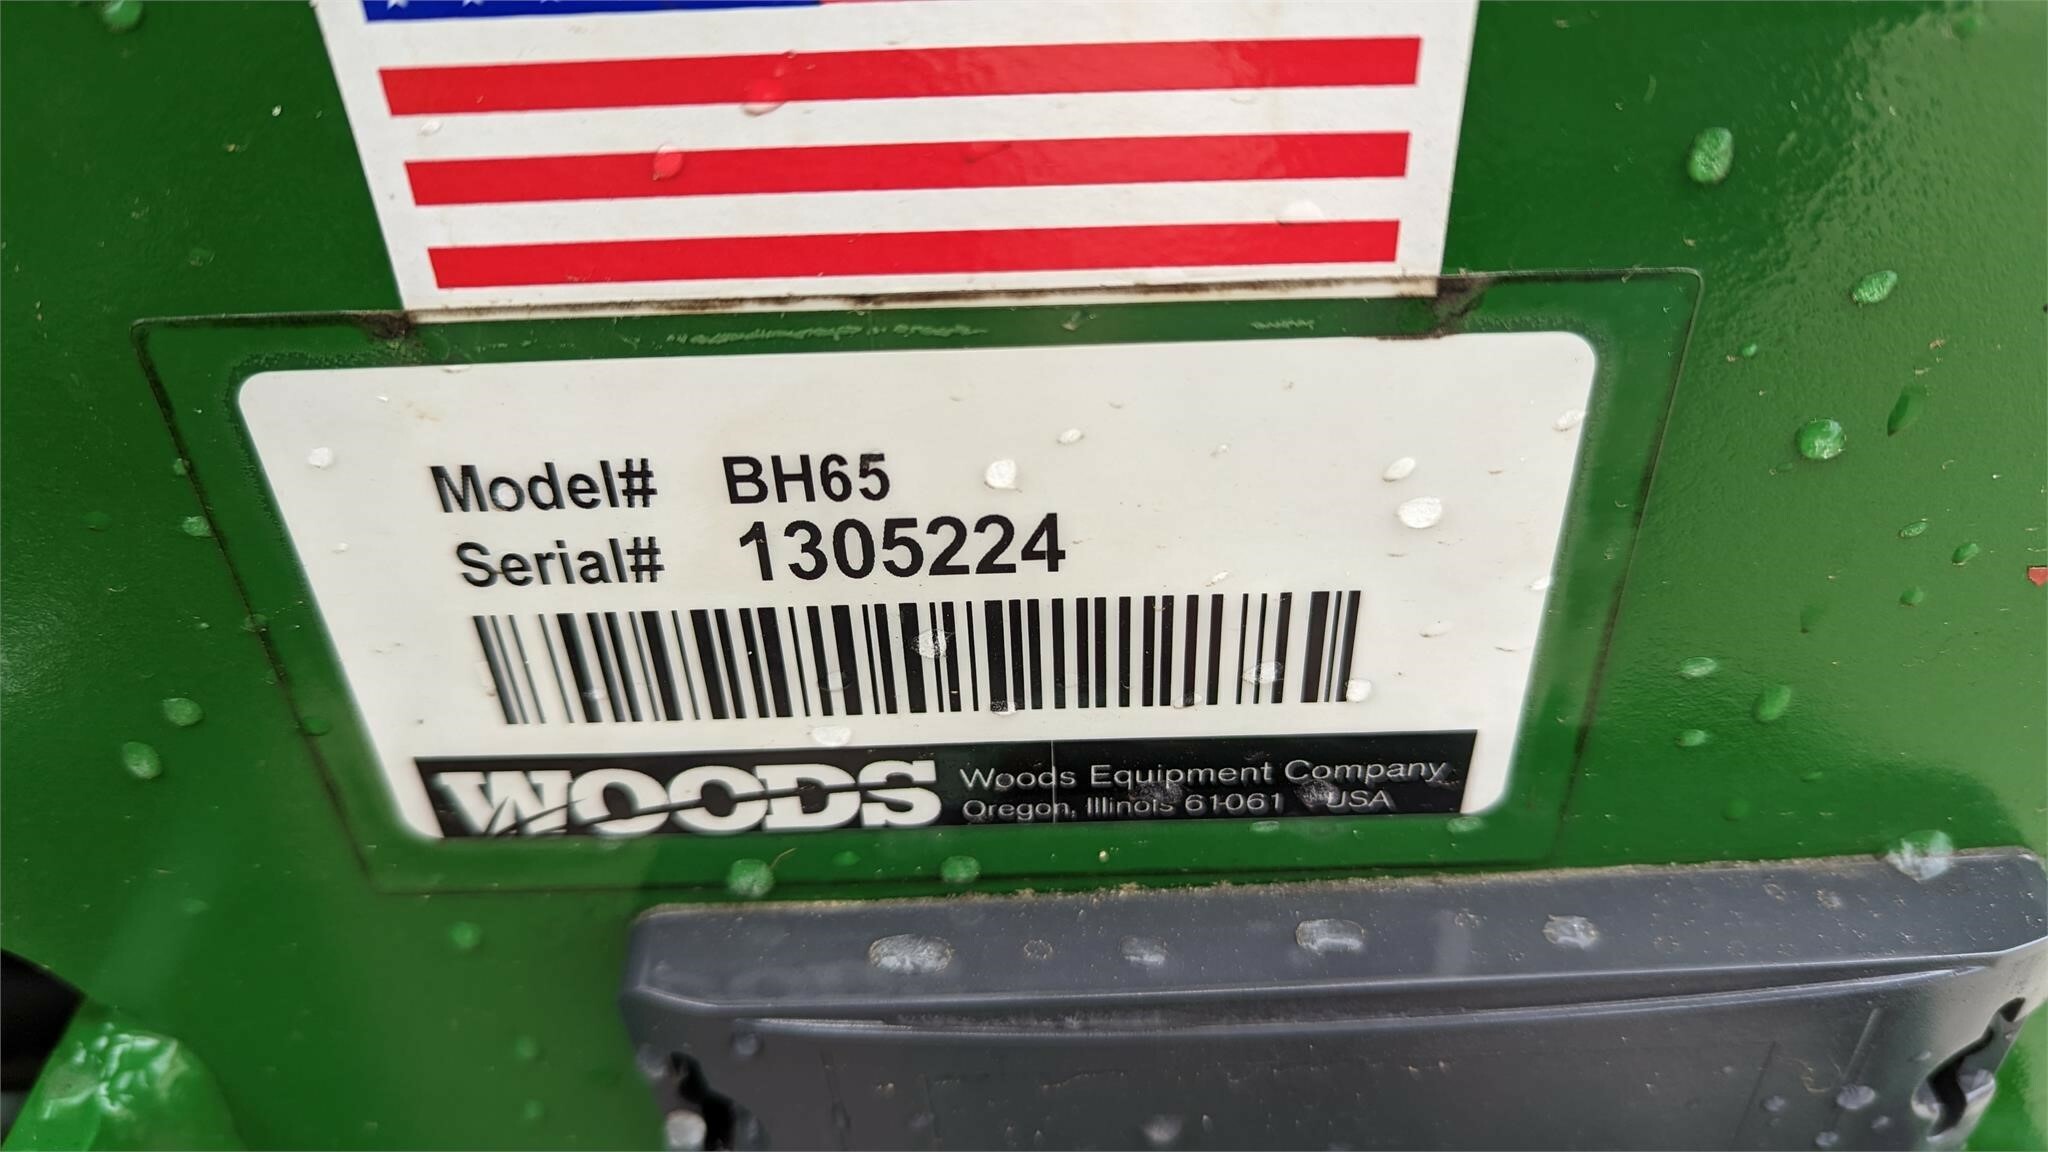 Model# BH65
Serial# 1305224
WOODS Woods Equipment Company
Oregon, Illinois 61061 USA